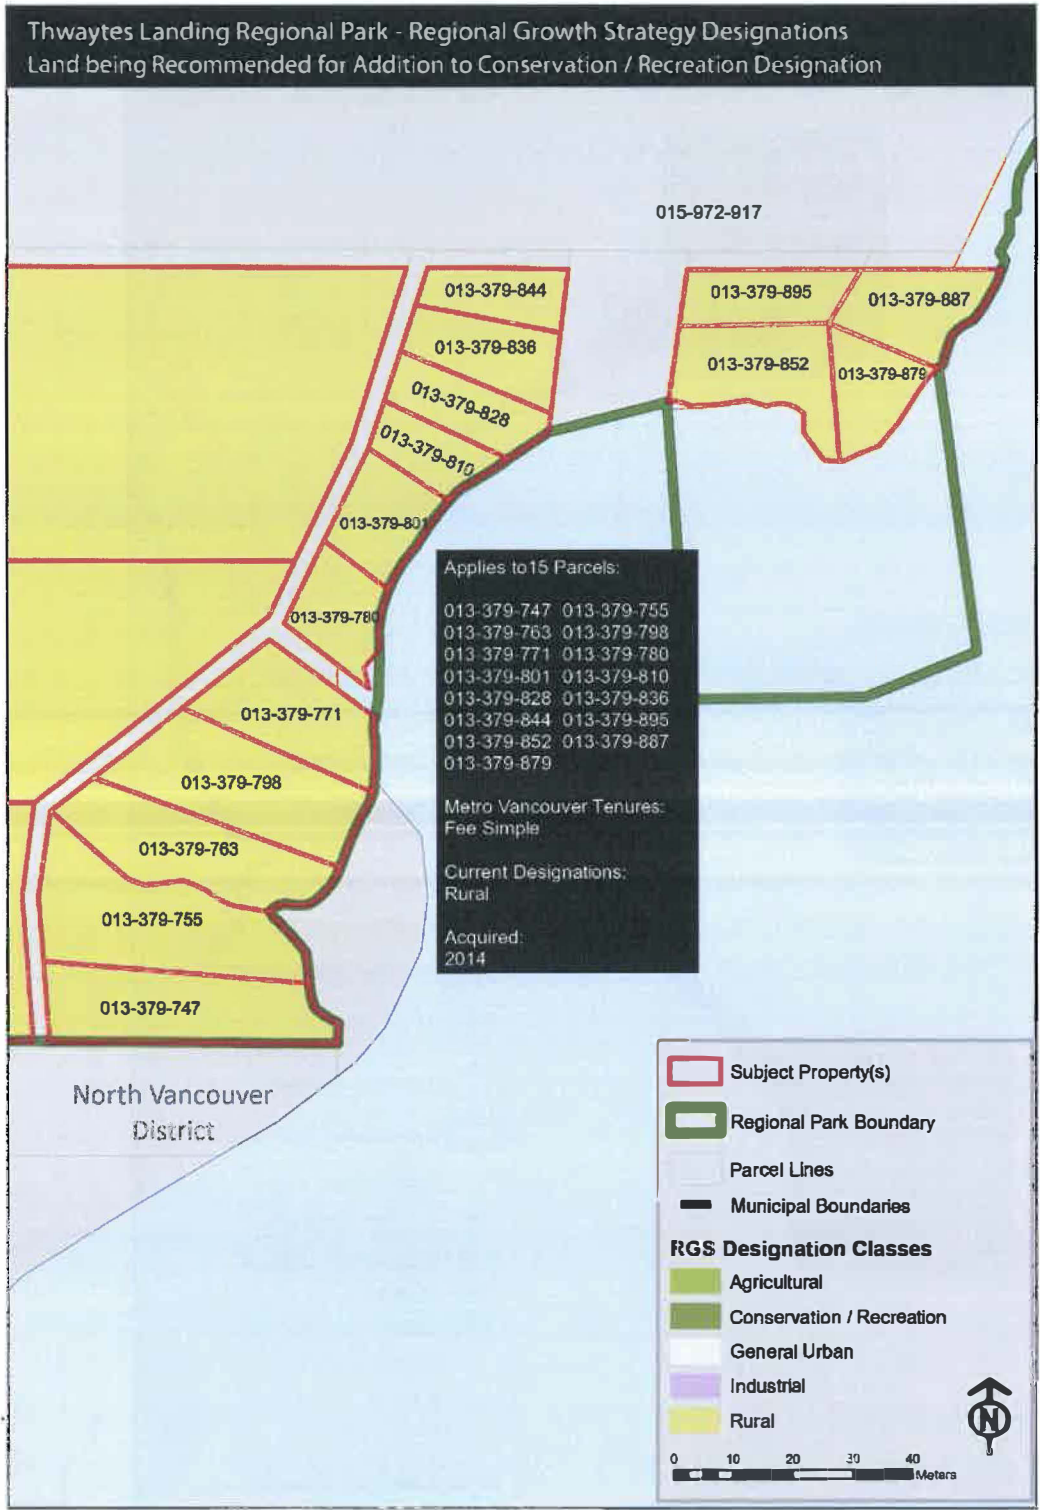 Thwaytes Landing Regional Park - Regional Growth Strategy Designations
Land being Recommended for Addition to Conservation / Recreation Designation
015-972-917
013-379-844
013-379-895
013-379-887
013-379-836
013-379-852
013-379-879
013-379-828
013-379-810
013-379-801
013-379-780
013-379-771
013-379-798
013-379-763
013-379-755
013-379-747
Applies to 15 Parcels:
013-379-747 013-379-755
013-379-763 013-379-798
013-379-771 013-379-780
013-379-801 013-379-810
013-379-828 013-379-836
013-379-844 013-379-895
013-379-852 013-379-887
013-379-879
Metro Vancouver Tenures:
Fee Simple
Current Designations:
Rural
Acquired:
2014
North Vancouver
District
Subject Property(s)
Regional Park Boundary
Parcel Lines
Municipal Boundaries
RGS Designation Classes
Agricultural
Conservation / Recreation
General Urban
Industrial
Rural
N
0 10 20 30 40
Meters